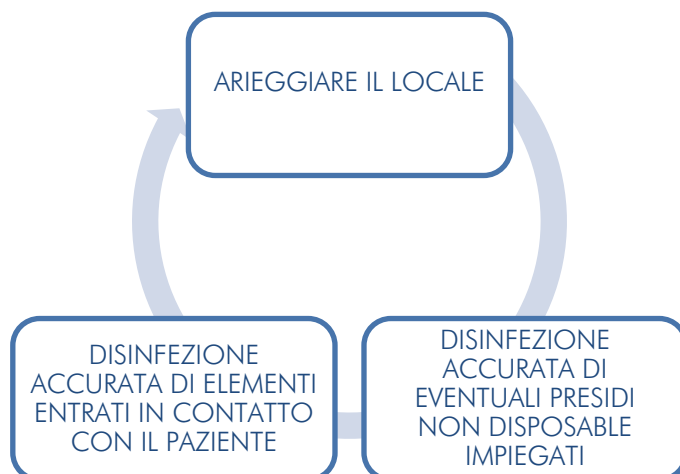 ARIEGGIARE IL LOCALE
DISINFEZIONE
ACCURATA DI
EVENTUALI PRESIDI
NON DISPOSABLE
IMPIEGATI
DISINFEZIONE
ACCURATA DI ELEMENTI
ENTRATI IN CONTATTO
CON IL PAZIENTE